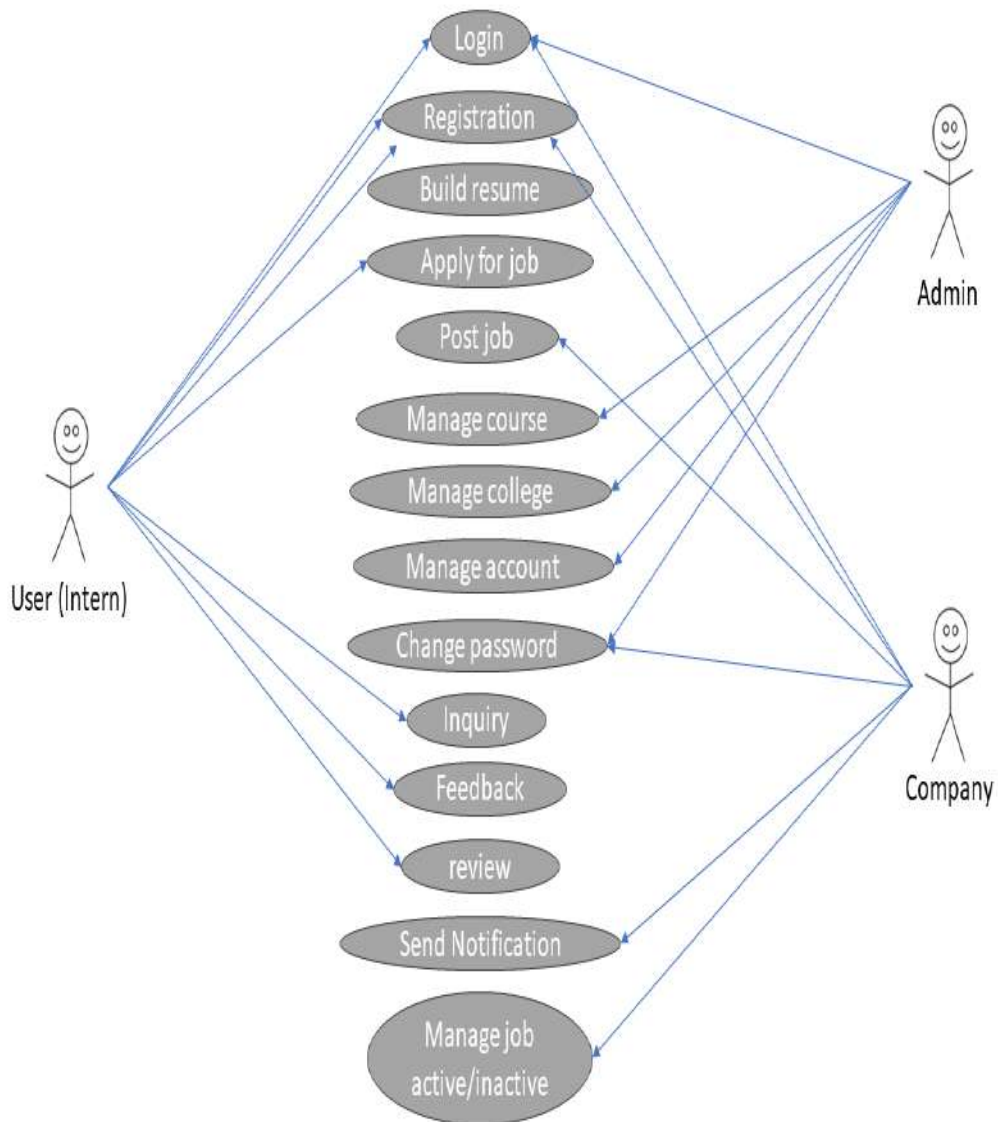 Login
Registration
Build resume
Apply for job
Post job
Manage course
Manage college
Manage account
Change password
Inquiry
Feedback
review
Send Notification
Manage job
active/inactive
User (Intern)
Admin
Company